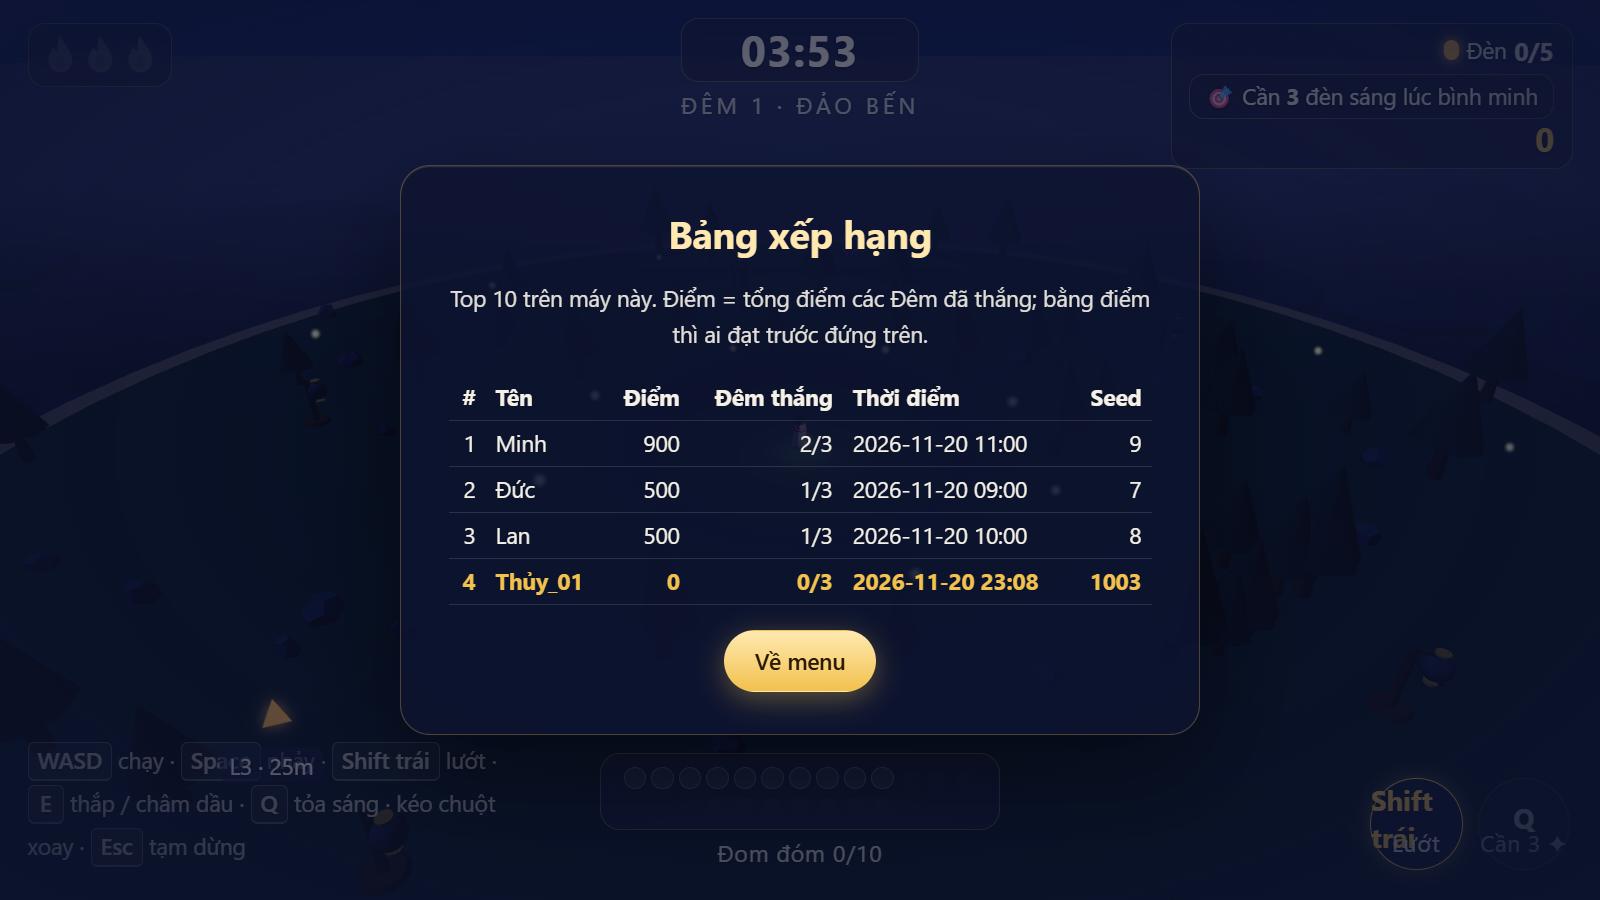 03:53
ĐÊM 1 · ĐẢO BẾN
Đèn 0/5
Cần 3 đèn sáng lúc bình minh
0
Bảng xếp hạng
Top 10 trên máy này. Điểm = tổng điểm các Đêm đã thắng; bằng điểm
thì ai đạt trước đứng trên.
# Tên Điểm Đêm thắng Thời điểm Seed
1 Minh 900 2/3 2026-11-20 11:00 9
2 Đức 500 1/3 2026-11-20 09:00 7
3 Lan 500 1/3 2026-11-20 10:00 8
4 Thủy_01 0 0/3 2026-11-20 23:08 1003
Về menu
WASD chạy · Space nhảy · Shift trái lướt ·
L3 · 25m
E thắp / châm dầu · Q tỏa sáng · kéo chuột
xoay · Esc tạm dừng
Đom đóm 0/10
Shift
trái
Lướt
Q
Cần 3 ✦